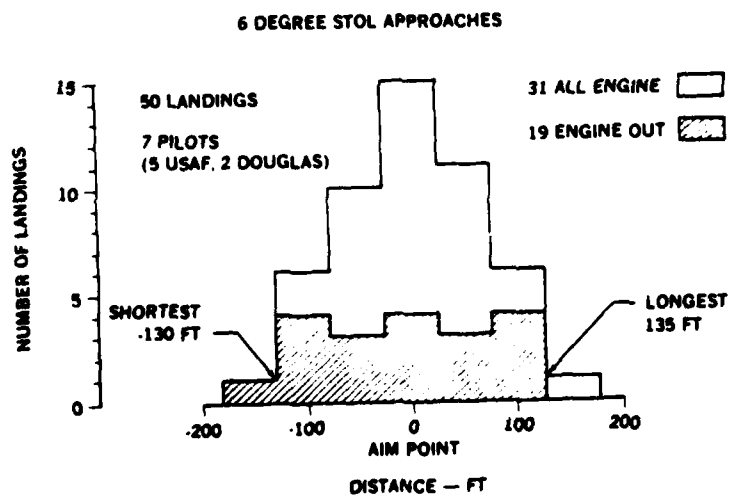 6 DEGREE STOL APPROACHES
15
50 LANDINGS
7 PILOTS
(5 USAF, 2 DOUGLAS)
31 ALL ENGINE
19 ENGINE OUT
10
NUMBER OF LANDINGS
5
SHORTEST
-130 FT
LONGEST
135 FT
0
-200
-100
0
100
200
AIM POINT
DISTANCE — FT